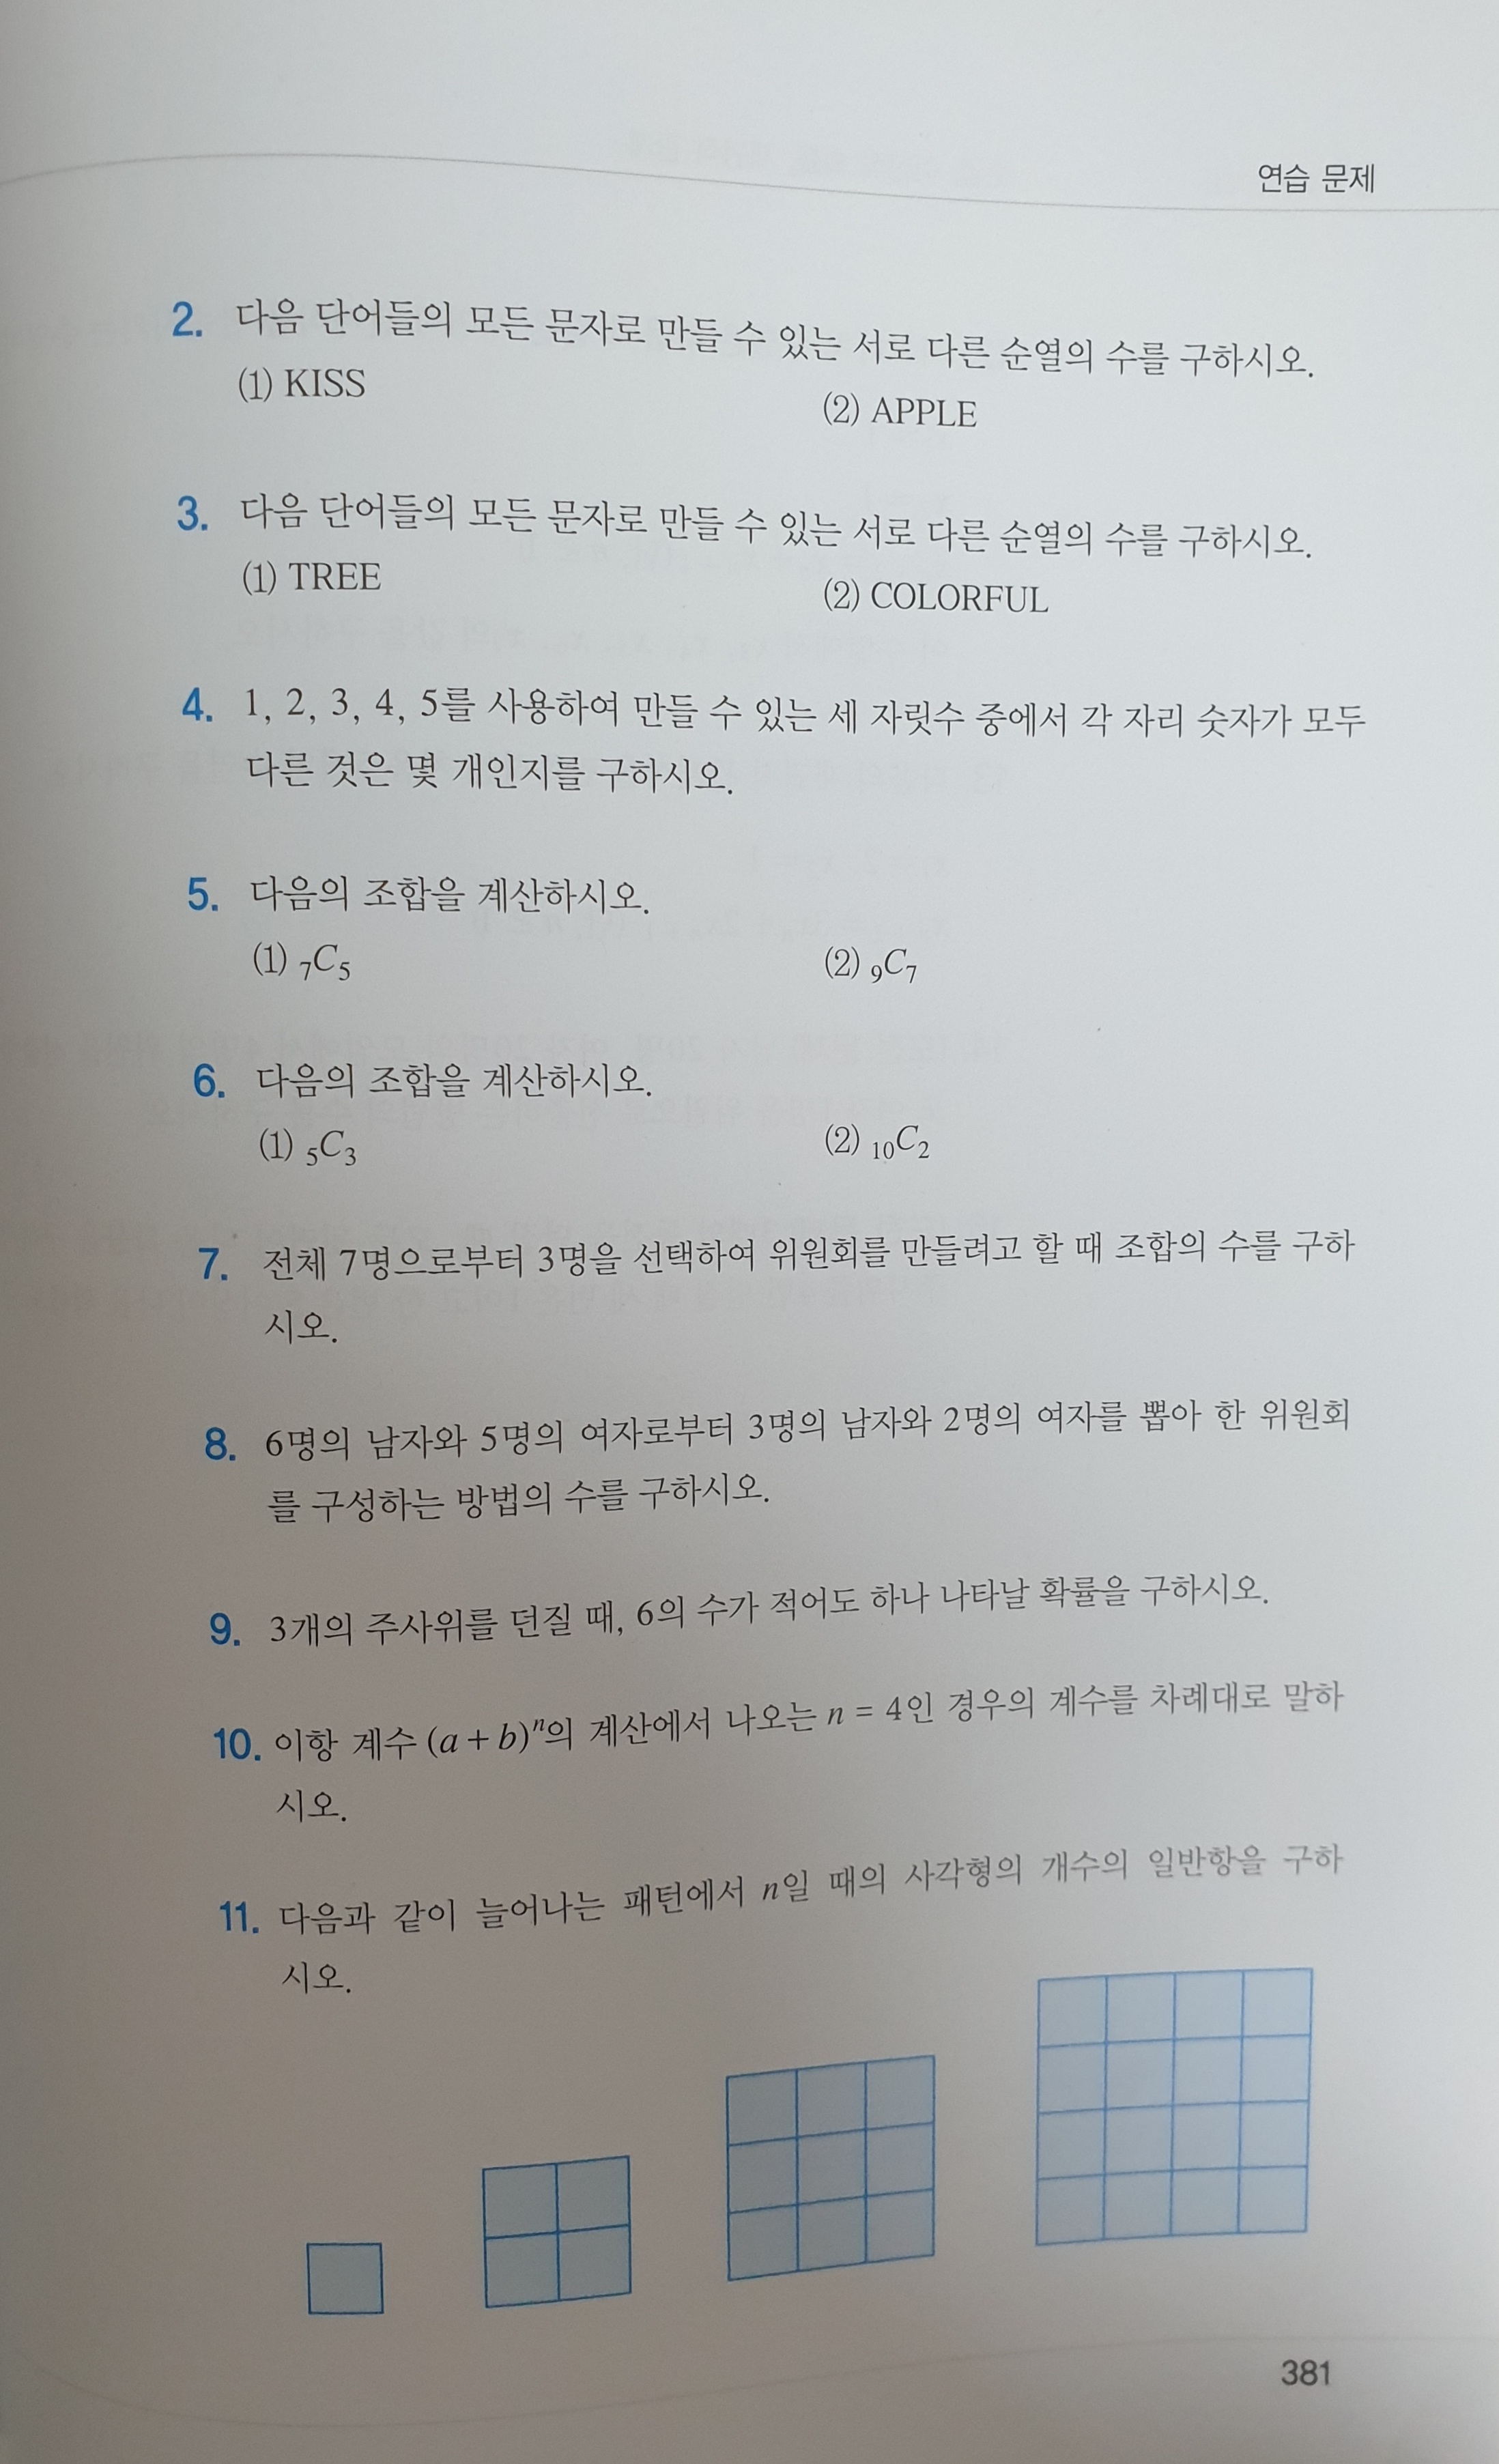 연습 문제
2. 다음 단어들의 모든 문자로 만들 수 있는 서로 다른 순열의 수를 구하시오.
(1) KISS (2) APPLE
3. 다음 단어들의 모든 문자로 만들 수 있는 서로 다른 순열의 수를 구하시오.
(1) TREE (2) COLORFUL
4. 1, 2, 3, 4, 5를 사용하여 만들 수 있는 세 자릿수 중에서 각 자리 숫자가 모두
다른 것은 몇 개인지를 구하시오.
5. 다음의 조합을 계산하시오.
(1) ₇C₅ (2) ₉C₇
6. 다음의 조합을 계산하시오.
(1) ₅C₃ (2) ₁₀C₂
7. 전체 7명으로부터 3명을 선택하여 위원회를 만들려고 할 때 조합의 수를 구하
시오.
8. 6명의 남자와 5명의 여자로부터 3명의 남자와 2명의 여자를 뽑아 한 위원회
를 구성하는 방법의 수를 구하시오.
9. 3개의 주사위를 던질 때, 6의 수가 적어도 하나 나타날 확률을 구하시오.
10. 이항 계수 (a + b)ⁿ의 계산에서 나오는 n = 4인 경우의 계수를 차례대로 말하
시오.
11. 다음과 같이 늘어나는 패턴에서 n일 때의 사각형의 개수의 일반항을 구하
시오.
381